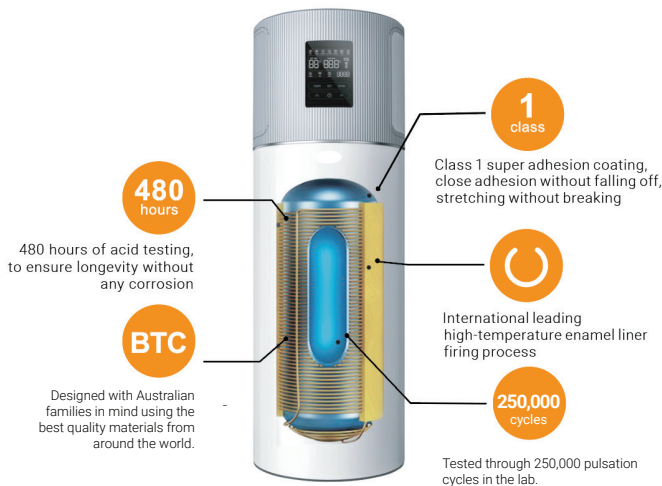 1
class
Class 1 super adhesion coating,
close adhesion without falling off,
stretching without breaking
480
hours
480 hours of acid testing,
to ensure longevity without
any corrosion
International leading
high-temperature enamel liner
firing process
BTC
Designed with Australian
families in mind using the
best quality materials from
around the world.
-
250,000
cycles
Tested through 250,000 pulsation
cycles in the lab.